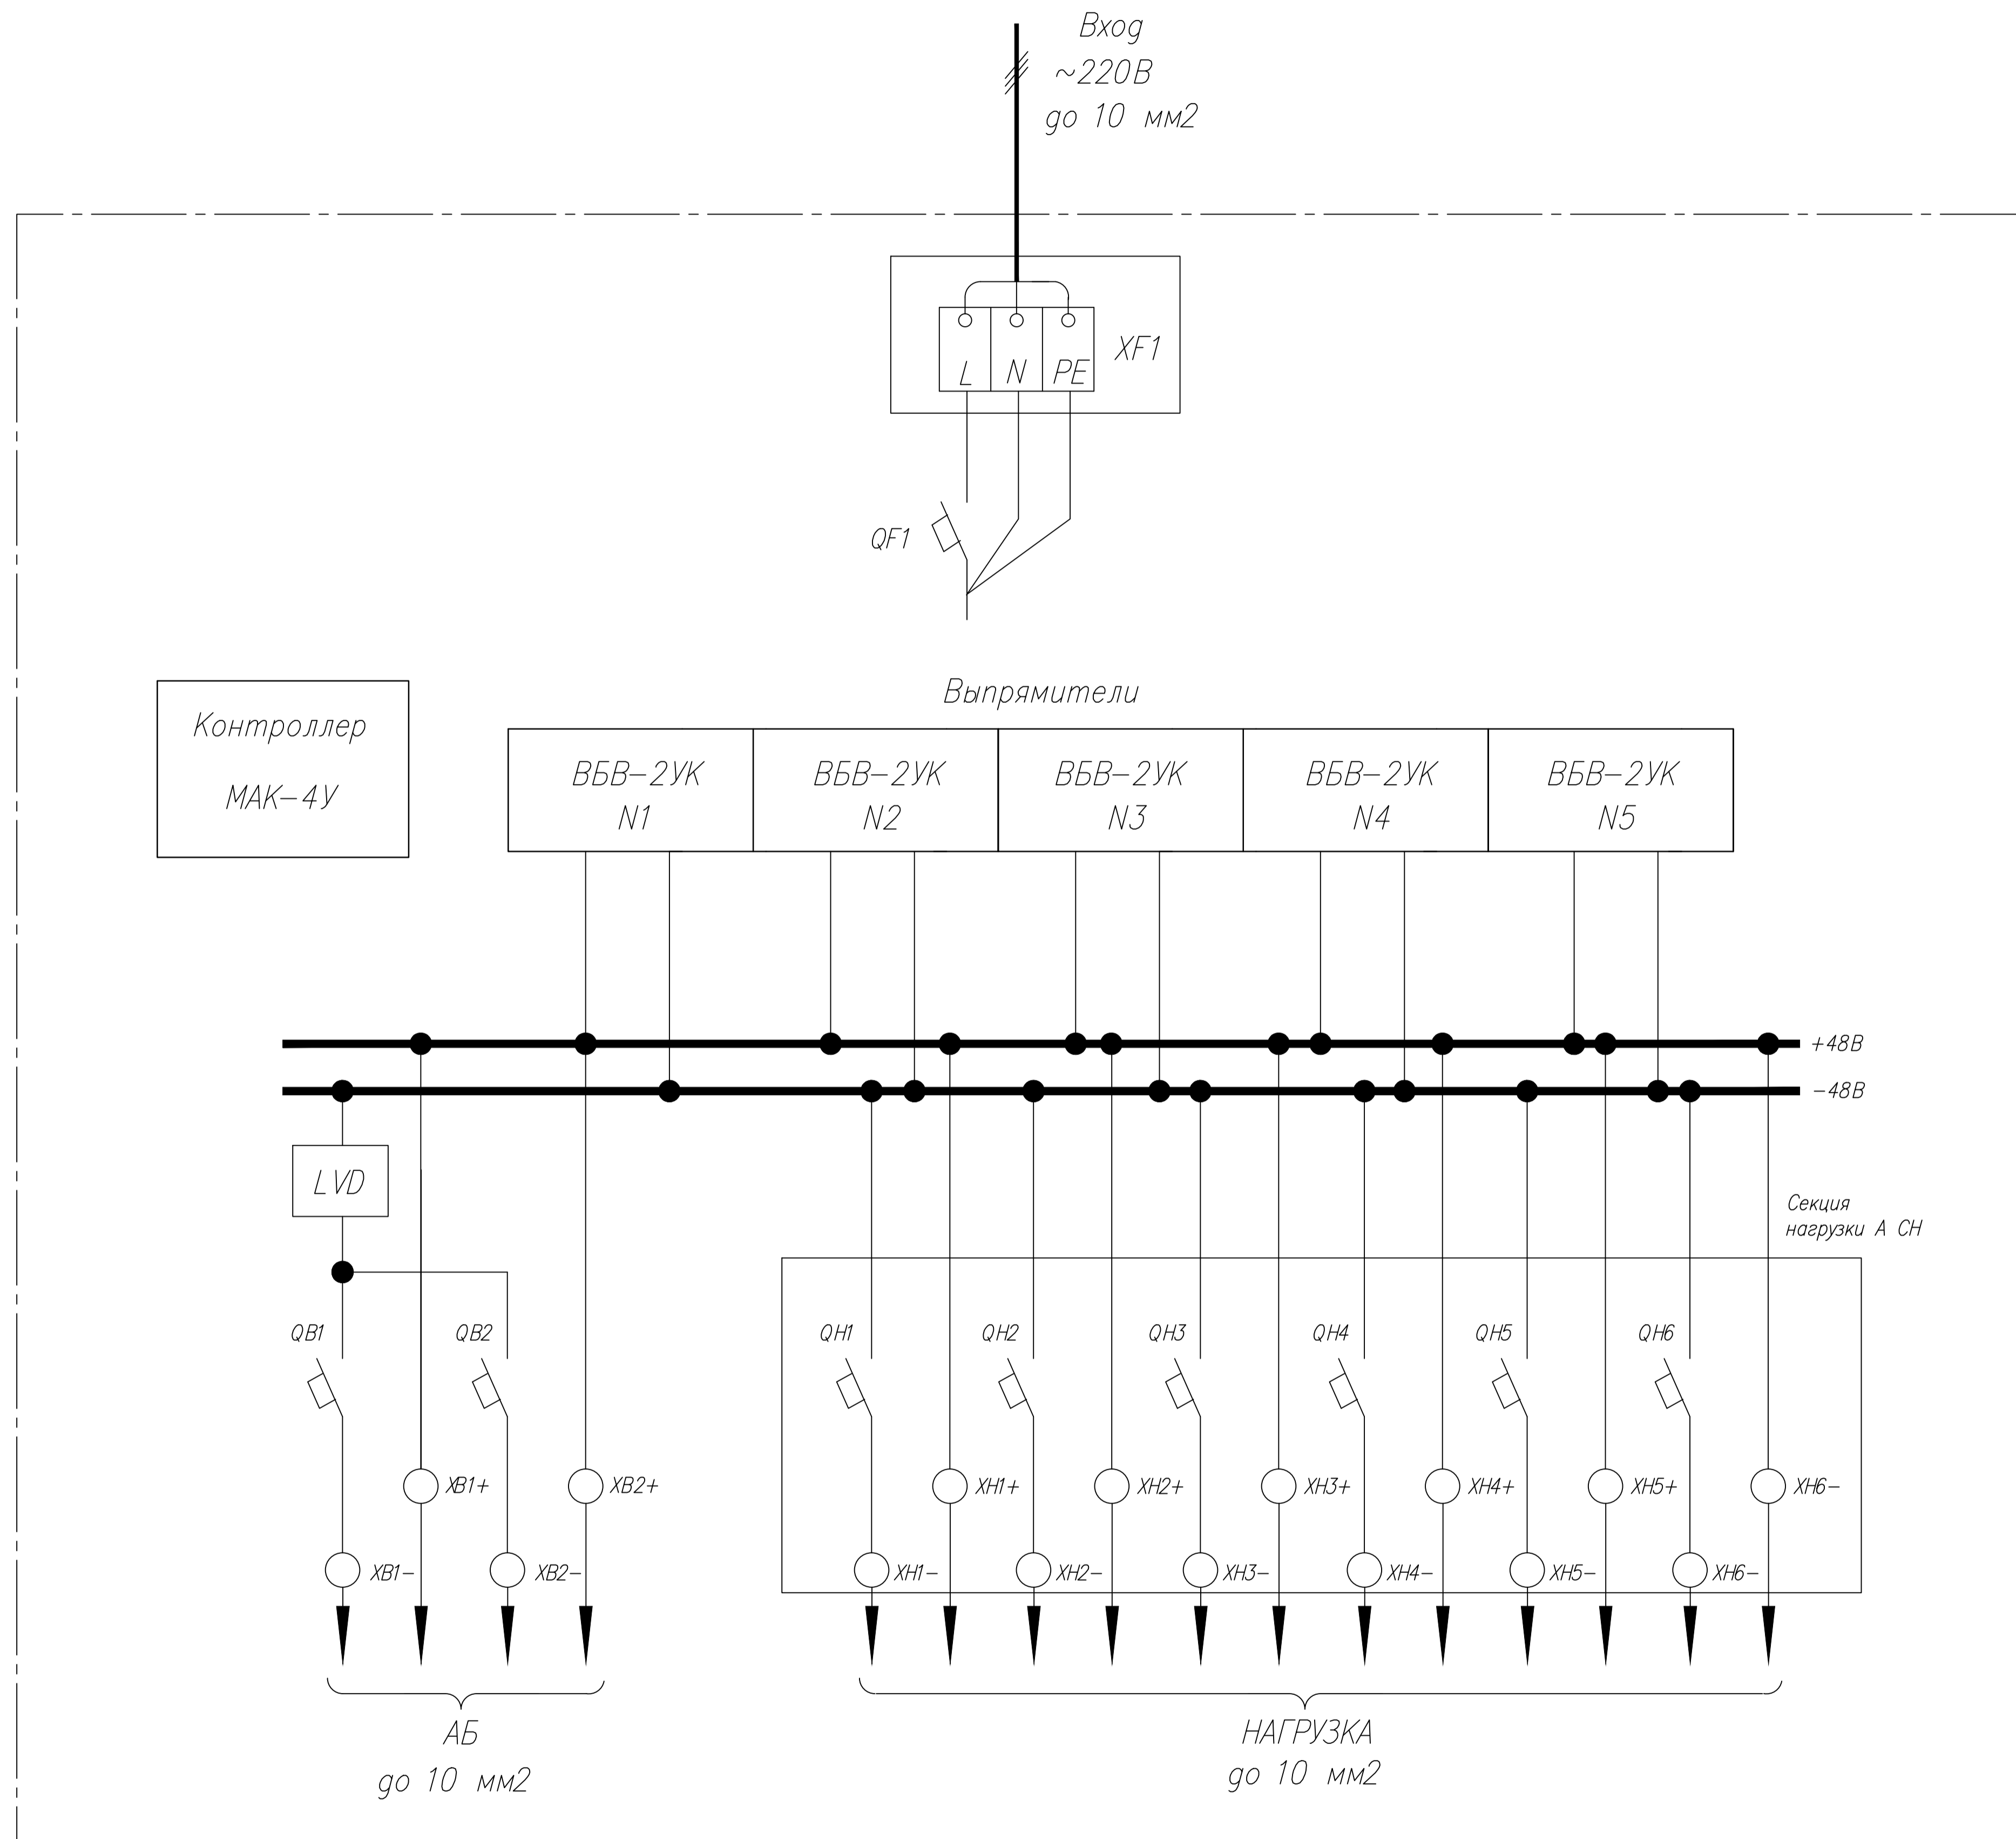 Вход
~220В
до 10 мм2
L N PE
XF1
QF1
Выпрямители
Контроллер
МАК-4У
ВБВ-2УК
N1
ВБВ-2УК
N2
ВБВ-2УК
N3
ВБВ-2УК
N4
ВБВ-2УК
N5
+48В
-48В
LVD
Секция
нагрузки А СН
QB1
QB2
QH1
QH2
QH3
QH4
QH5
QH6
XB1+
XB2+
XH1+
XH2+
XH3+
XH4+
XH5+
XH6-
XB1-
XB2-
XH1-
XH2-
XH3-
XH4-
XH5-
XH6-
АБ
до 10 мм2
НАГРУЗКА
до 10 мм2